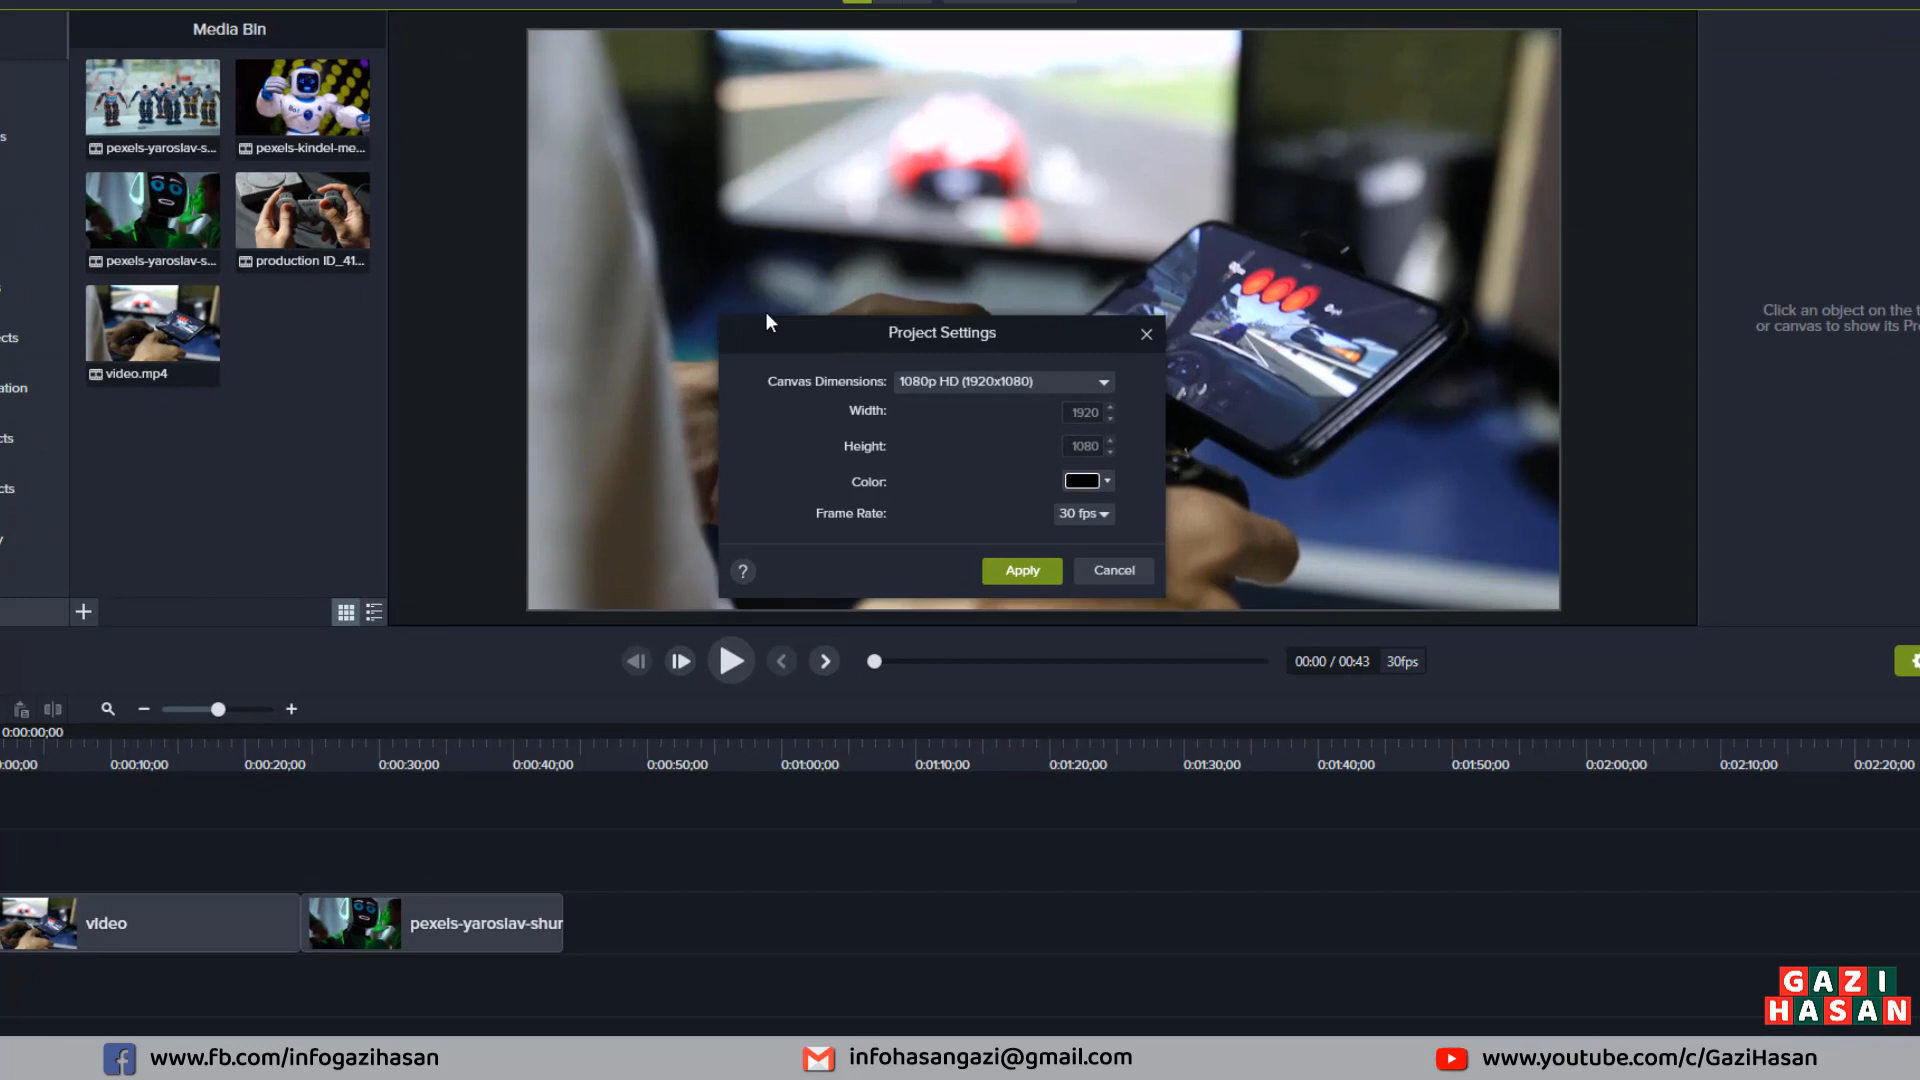 Media Bin
pexels-yaroslav-s...
pexels-kindel-me...
pexels-yaroslav-s...
production ID_41...
video.mp4
s
cts
ation
cts
cts
y
Project Settings
Canvas Dimensions: 1080p HD (1920x1080)
Width: 1920
Height: 1080
Color:
Frame Rate: 30 fps
? Apply Cancel
Click an object on the t
or canvas to show its Pr
00:00 / 00:43 30fps
0:00:00;00
:00;00 0:00:10;00 0:00:20;00 0:00:30;00 0:00:40;00 0:00:50;00 0:01:00;00 0:01:10;00 0:01:20;00 0:01:30;00 0:01:40;00 0:01:50;00 0:02:00;00 0:02:10;00 0:02:20;00
video
pexels-yaroslav-shur
GAZI
HASAN
www.fb.com/infogazihasan
infohasangazi@gmail.com
www.youtube.com/c/GaziHasan